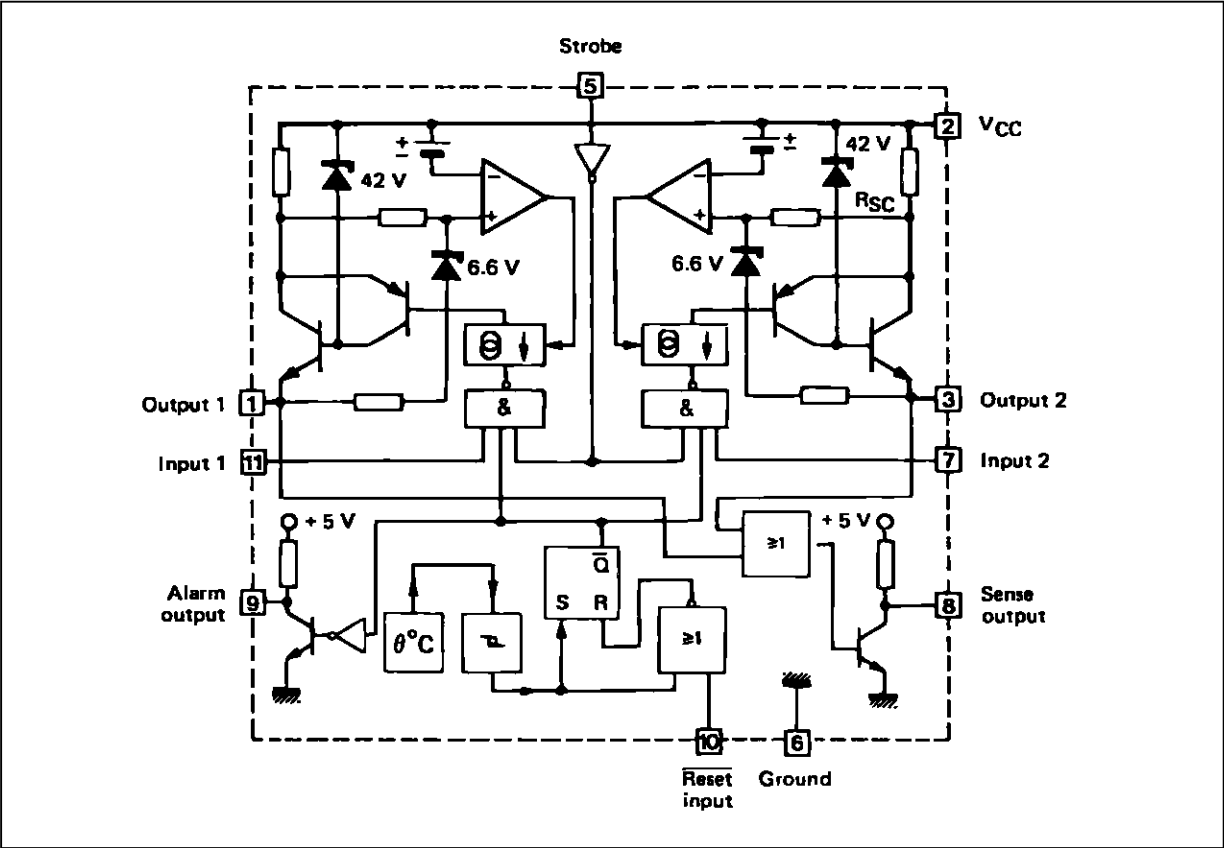 Strobe
5
2
VCC
42 V
42 V
±
±
−
−
RSC
+
+
6.6 V
6.6 V
&
&
Output 1
1
3
Output 2
Input 1
11
7
Input 2
+ 5 V
+ 5 V
≥1
Q̅
Alarm
output
9
S
R
8
Sense
output
θ°C
≥1
10
6
R̅e̅s̅e̅t̅
input
Ground